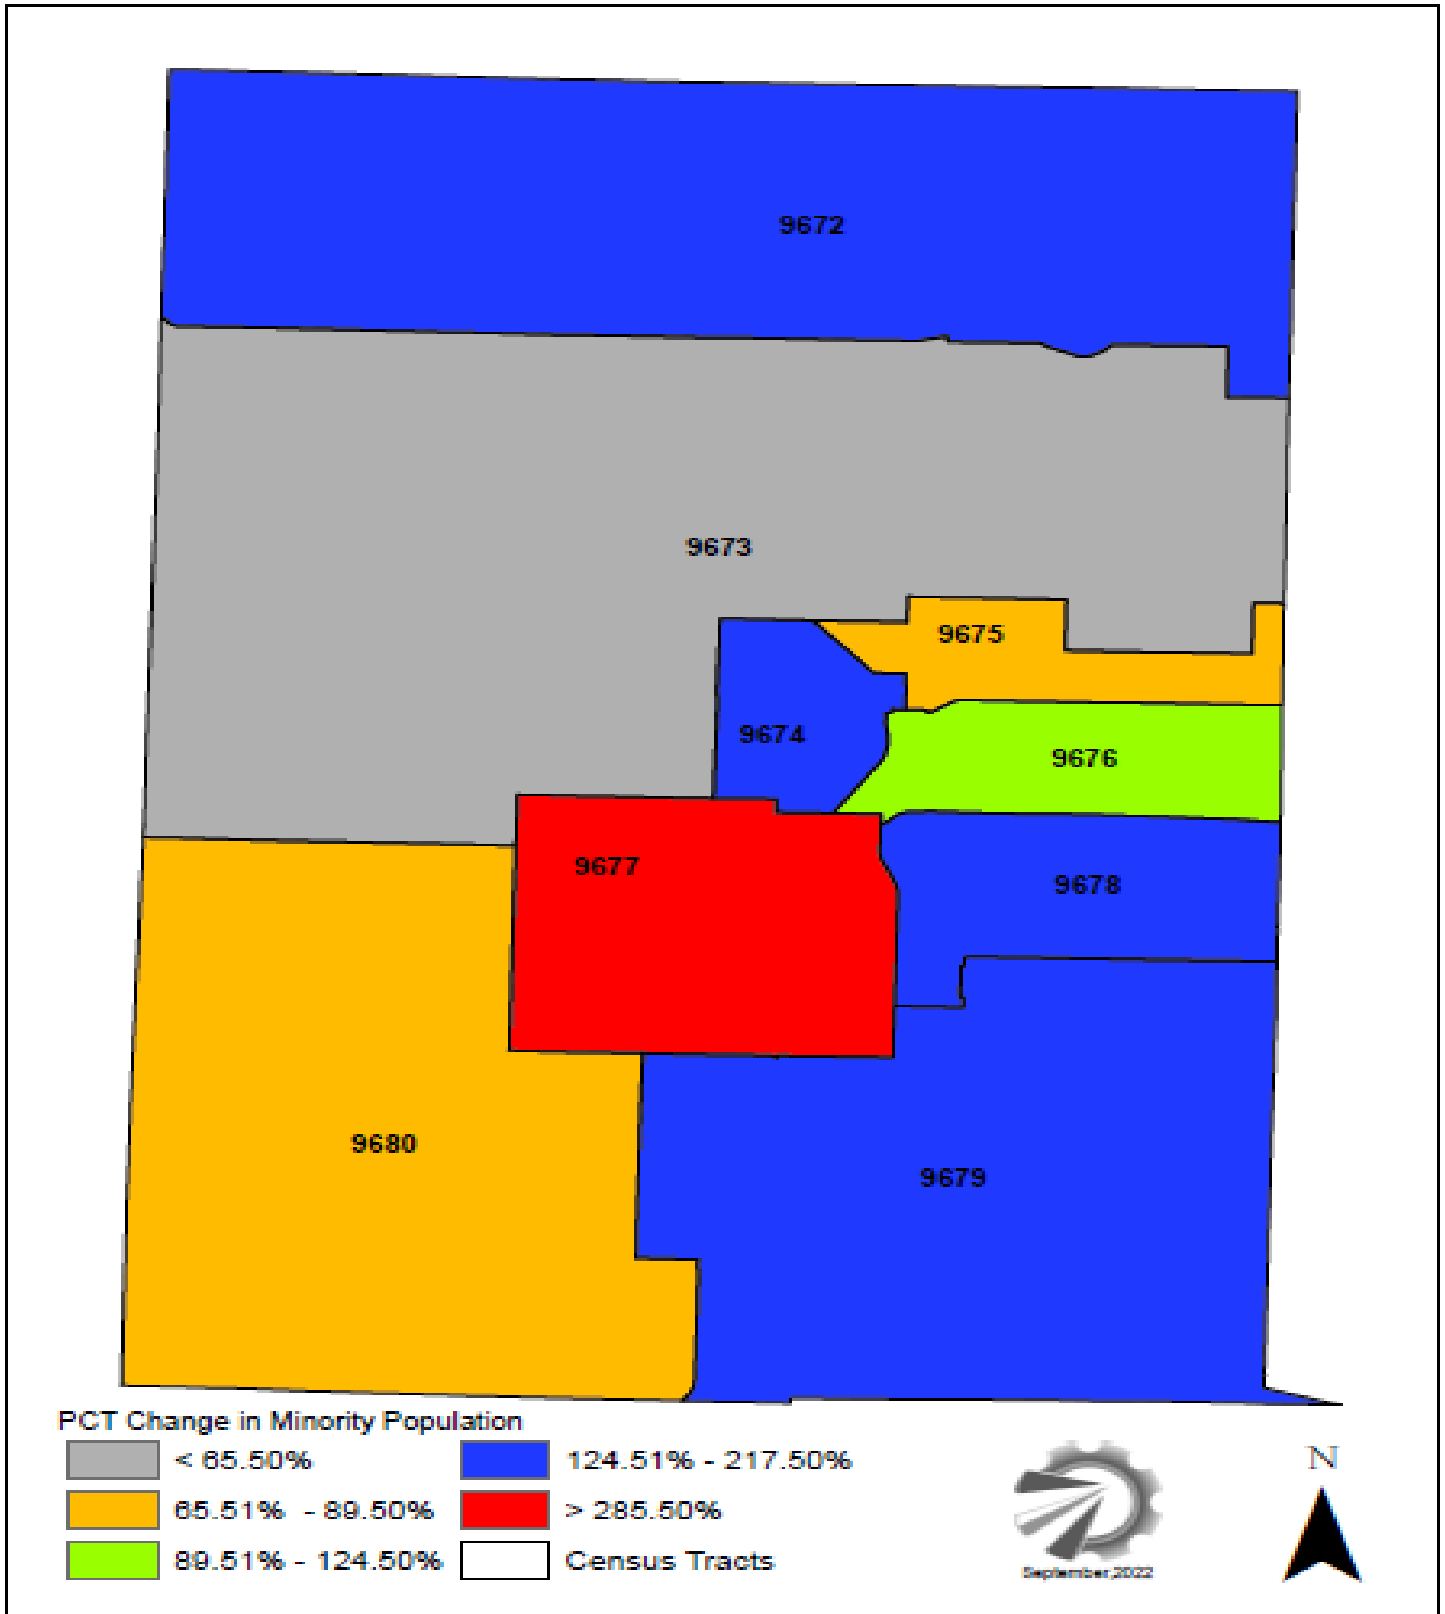 9672
9673
9675
9674
9676
9677
9678
9680
9679
PCT Change in Minority Population
< 65.50%
65.51% - 89.50%
89.51% - 124.50%
124.51% - 217.50%
> 285.50%
Census Tracts
September,2022
N